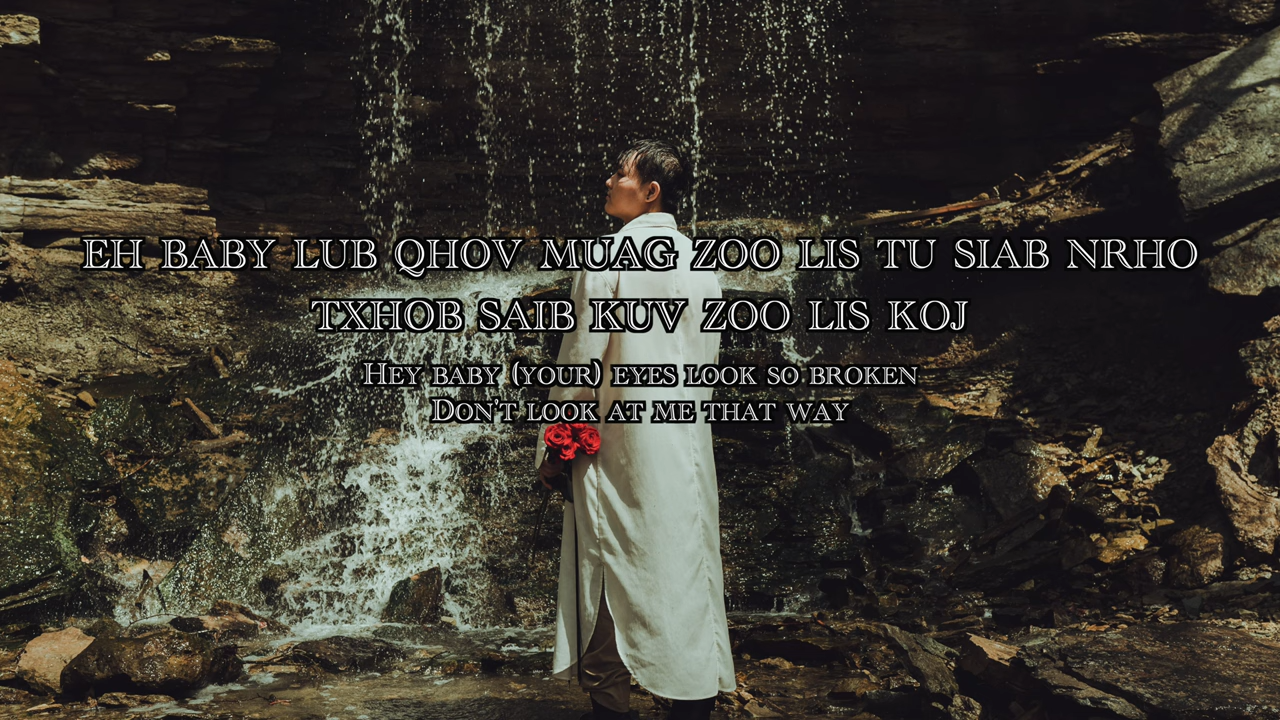 EH BABY LUB QHOV MUAG ZOO LIS TU SIAB NRHO
TXHOB SAIB KUV ZOO LIS KOJ
HEY BABY (YOUR) EYES LOOK SO BROKEN
DON'T LOOK AT ME THAT WAY